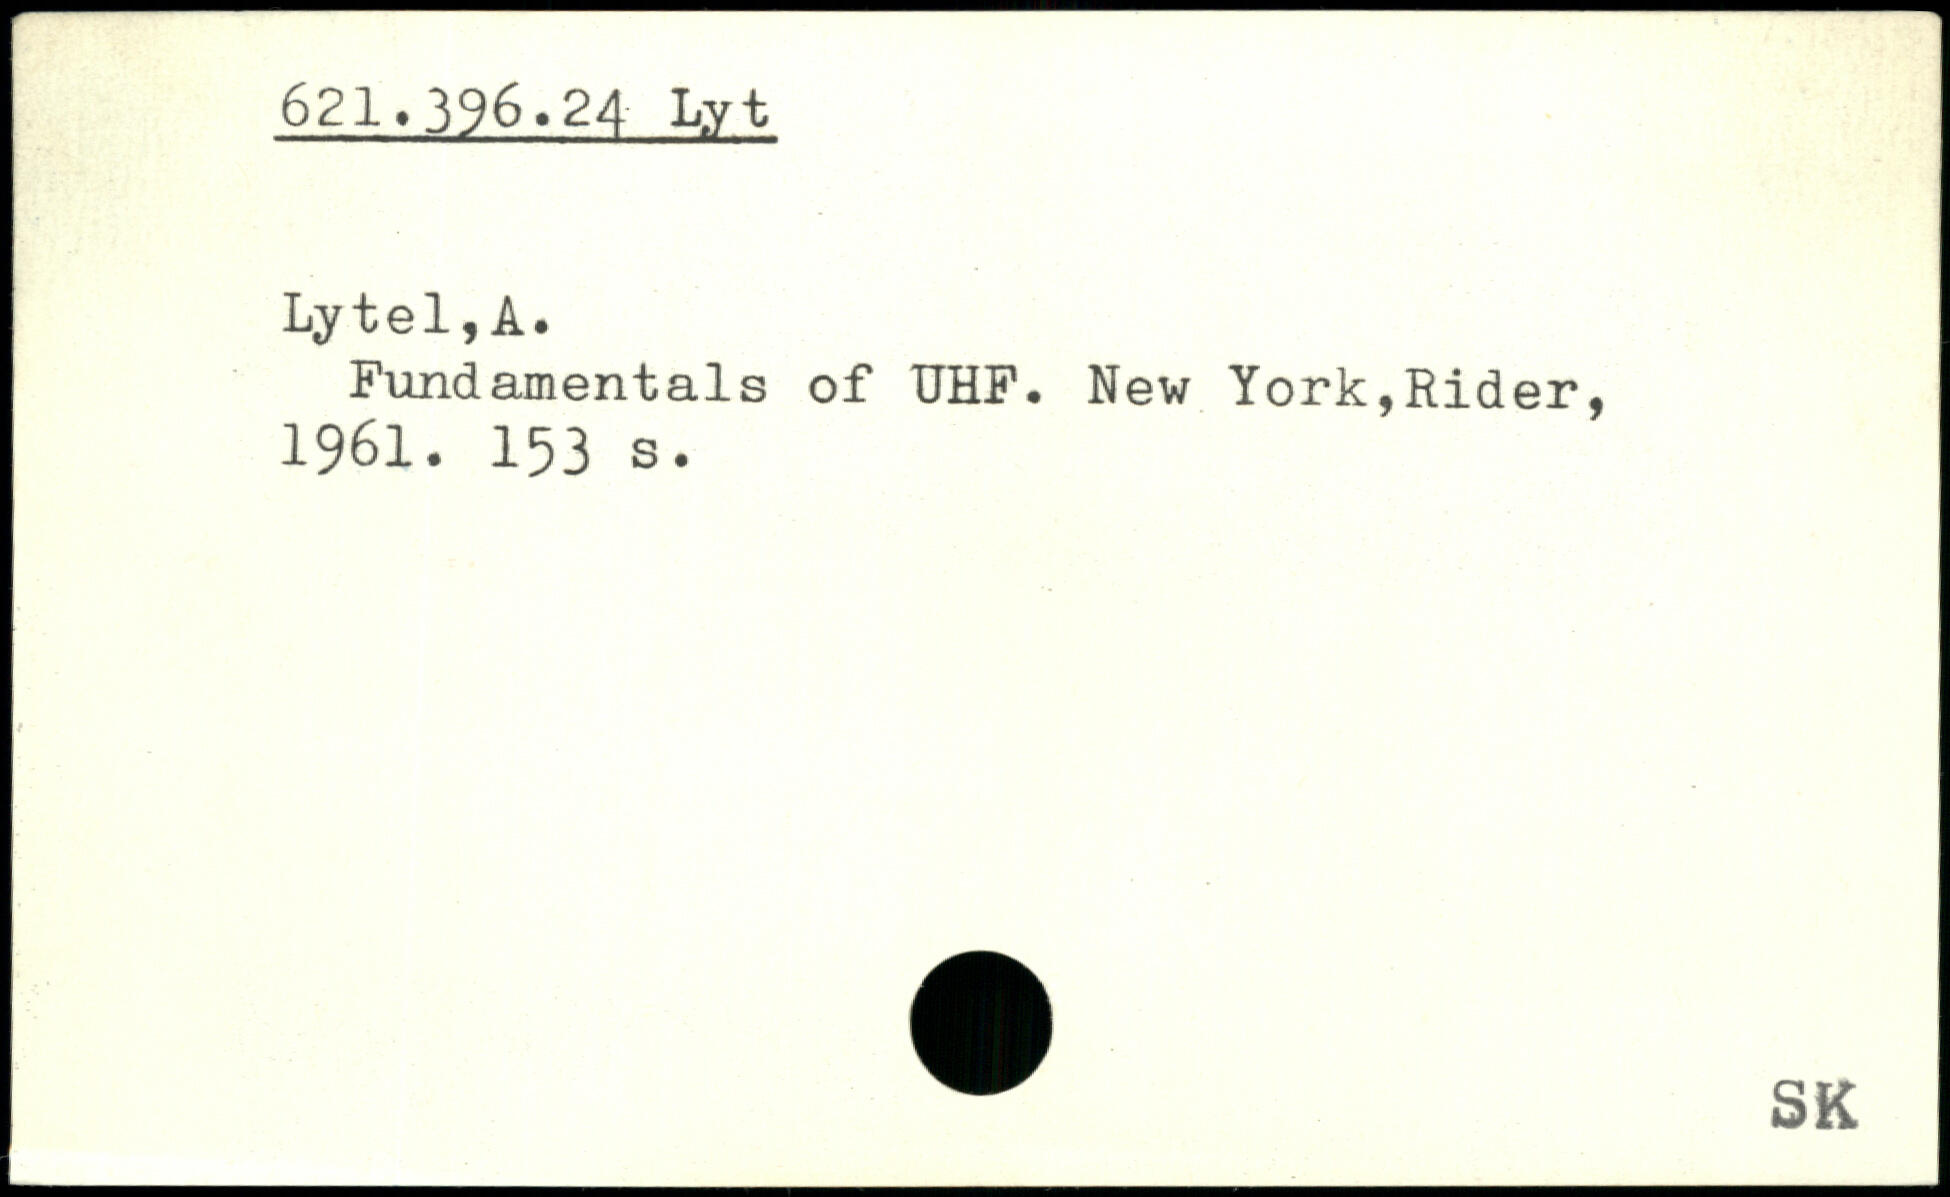 621.396.24 Lyt
Lytel,A.
Fundamentals of UHF. New York,Rider,
1961. 153 s.
SK